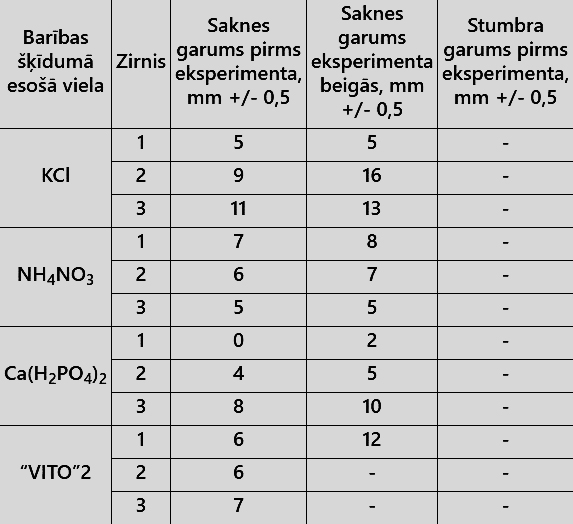 Barības
šķīdumā
esošā viela
Zirnis
Saknes
garums pirms
eksperimenta,
mm +/- 0,5
Saknes
garums
eksperimenta
beigās, mm
+/- 0,5
Stumbra
garums pirms
eksperimenta,
mm +/- 0,5
KCl
1 5 5 -
2 9 16 -
3 11 13 -
NH₄NO₃
1 7 8 -
2 6 7 -
3 5 5 -
Ca(H₂PO₄)₂
1 0 2 -
2 4 5 -
3 8 10 -
“VITO”2
1 6 12 -
2 6 - -
3 7 - -